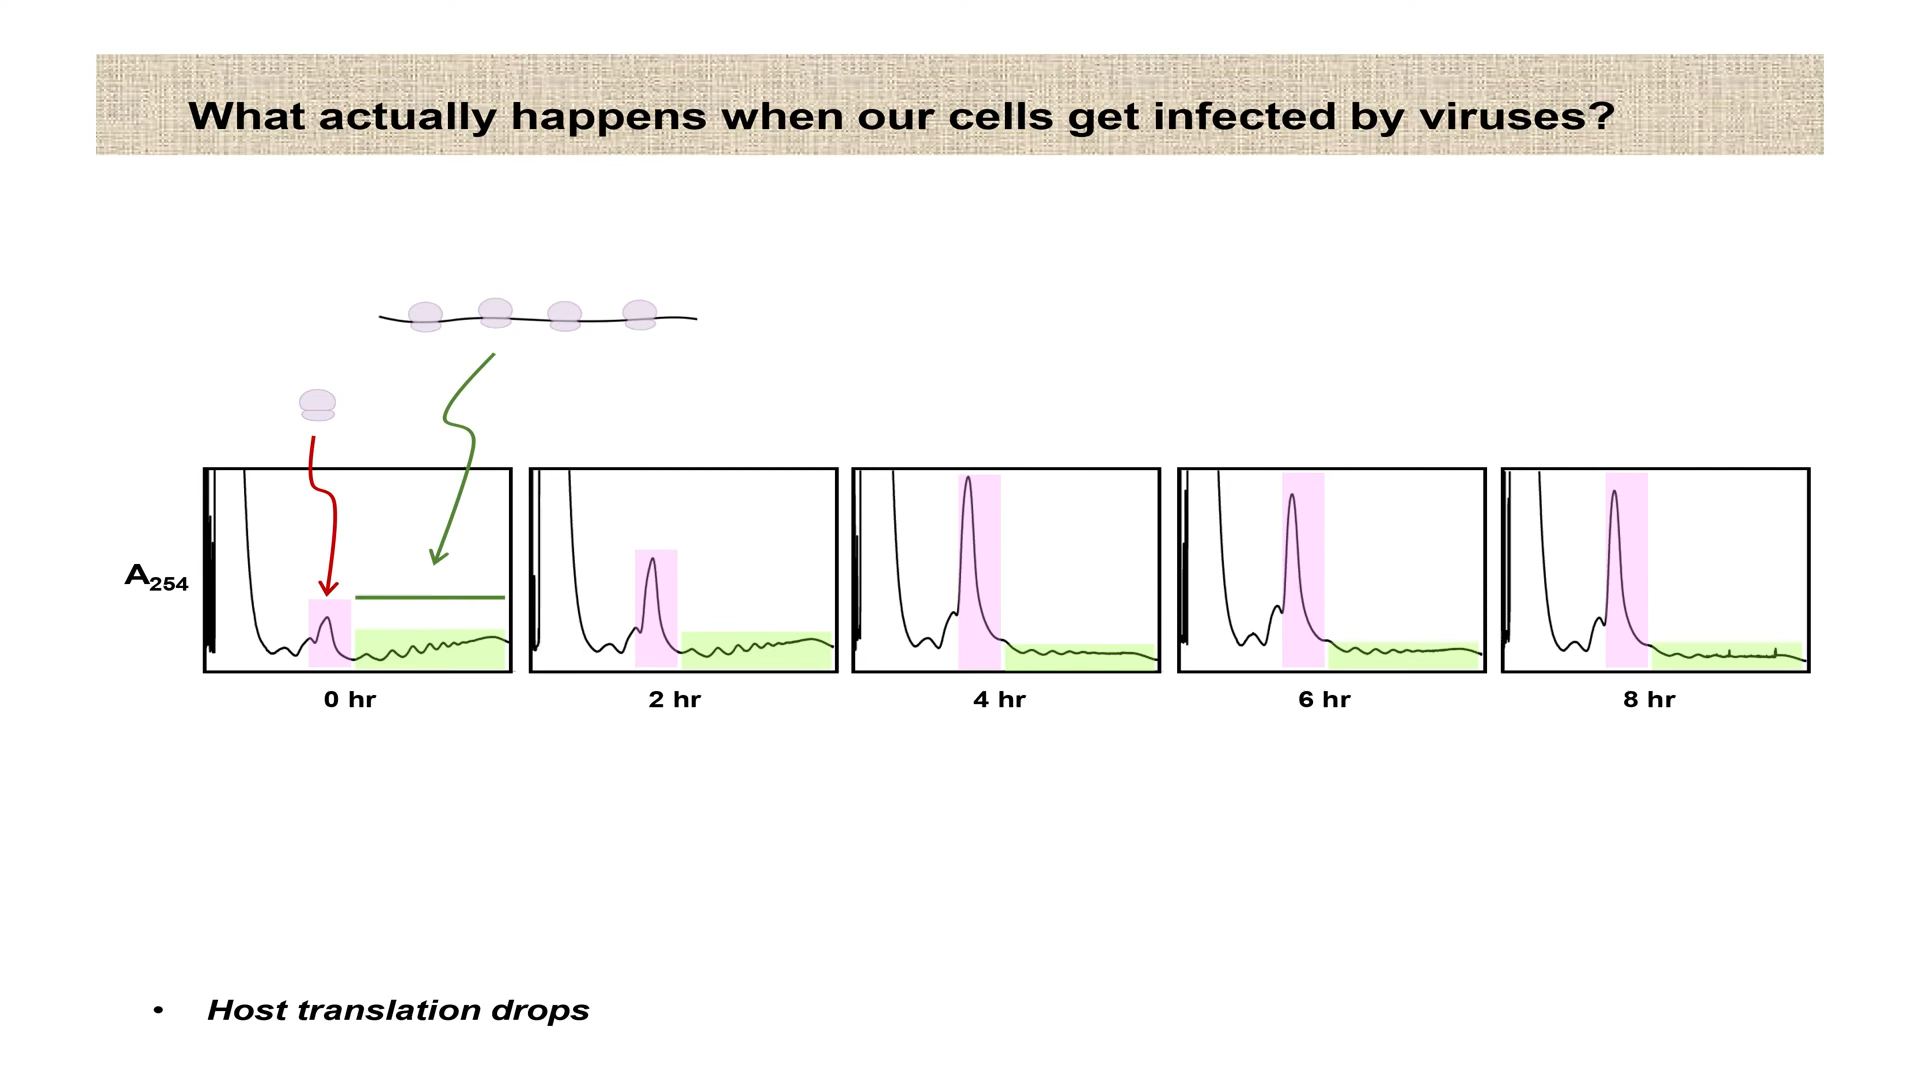 What actually happens when our cells get infected by viruses?
A254
0 hr
2 hr
4 hr
6 hr
8 hr
• Host translation drops